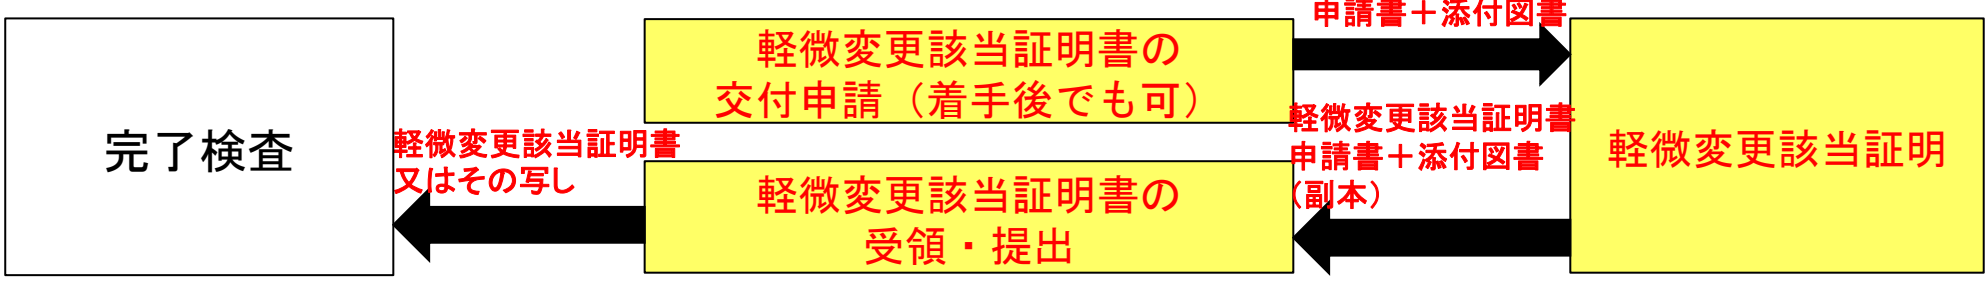 完了検査
軽微変更該当証明書
又はその写し
軽微変更該当証明書の
交付申請（着手後でも可）
軽微変更該当証明書の
受領・提出
申請書＋添付図書
軽微変更該当証明書
申請書＋添付図書
（副本）
軽微変更該当証明